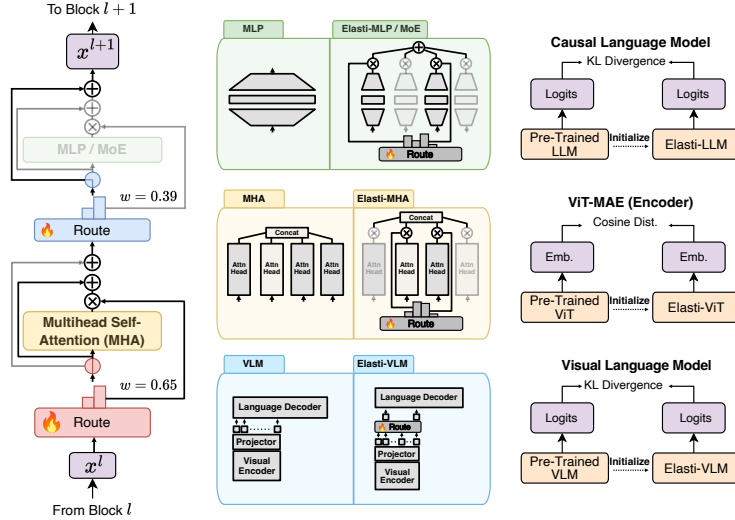 To Block l + 1
x^{l+1}
MLP / MoE
w = 0.39
Route
Multihead Self-
Attention (MHA)
w = 0.65
Route
x^l
From Block l
MLP
Elasti-MLP / MoE
Route
MHA
Elasti-MHA
Concat
Concat
Attn
Head
Attn
Head
Attn
Head
Attn
Head
Attn
Head
Attn
Head
Attn
Head
Attn
Head
Route
VLM
Elasti-VLM
Language Decoder
Projector
Visual
Encoder
Language Decoder
Route
Projector
Visual
Encoder
Causal Language Model
KL Divergence
Logits
Logits
Pre-Trained
LLM
Initialize
Elasti-LLM
ViT-MAE (Encoder)
Cosine Dist.
Emb.
Emb.
Pre-Trained
ViT
Initialize
Elasti-ViT
Visual Language Model
KL Divergence
Logits
Logits
Pre-Trained
VLM
Initialize
Elasti-VLM